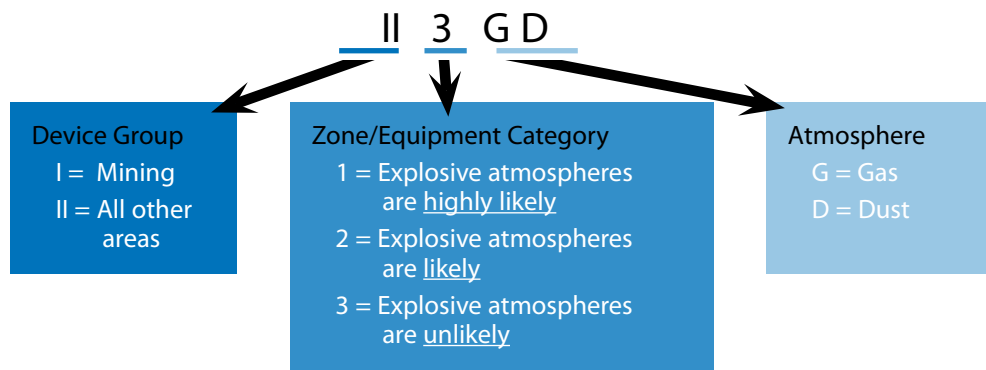 II 3 G D
Device Group
I = Mining
II = All other
areas
Zone/Equipment Category
1 = Explosive atmospheres
are highly likely
2 = Explosive atmospheres
are likely
3 = Explosive atmospheres
are unlikely
Atmosphere
G = Gas
D = Dust